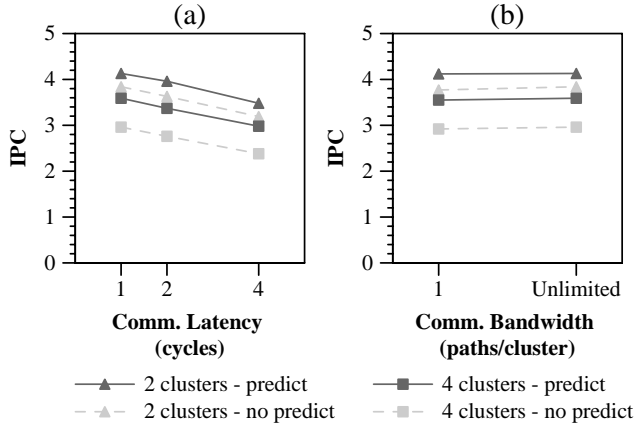 (a)
(b)
5
4
3
2
1
0
IPC
1
2
4
Comm. Latency
(cycles)
5
4
3
2
1
0
IPC
1
Unlimited
Comm. Bandwidth
(paths/cluster)
2 clusters - predict
2 clusters - no predict
4 clusters - predict
4 clusters - no predict